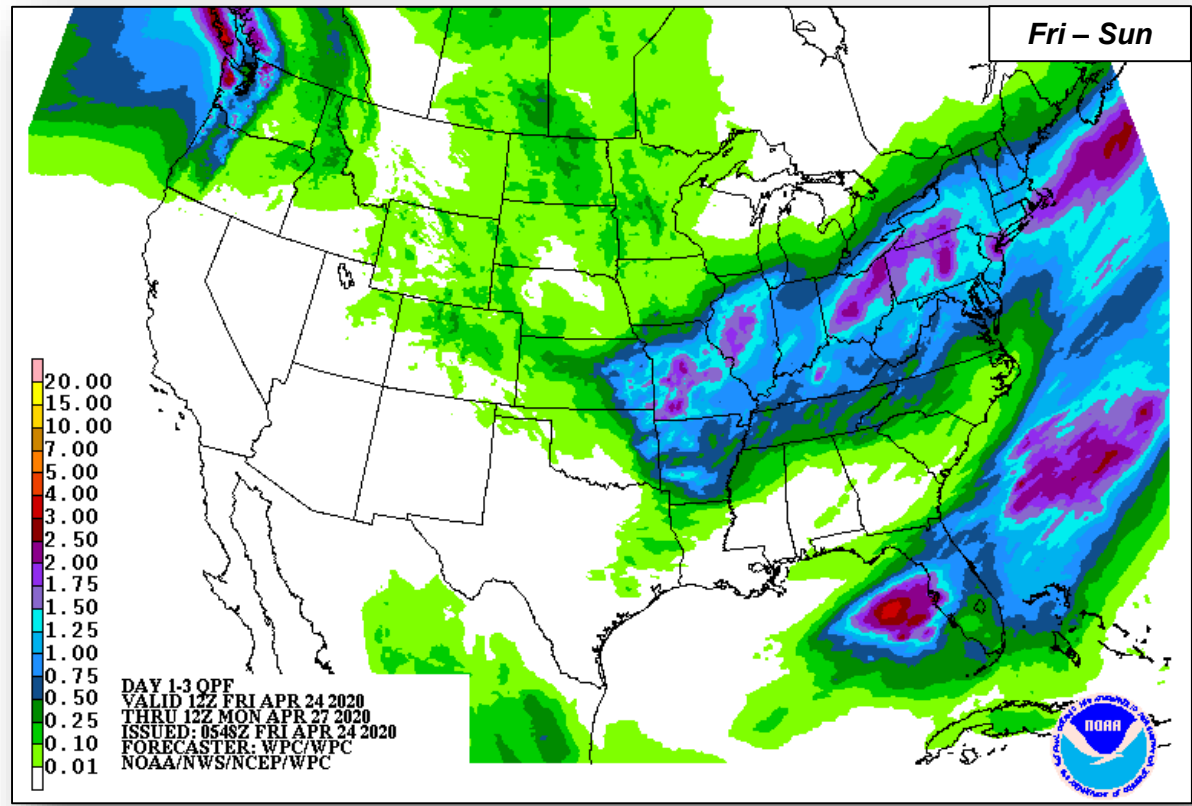 Fri – Sun
20.00
15.00
10.00
7.00
5.00
4.00
3.00
2.50
2.00
1.75
1.50
1.25
1.00
0.75
0.50
0.25
0.10
0.01
DAY 1-3 QPF
VALID 12Z FRI APR 24 2020
THRU 12Z MON APR 27 2020
ISSUED: 0548Z FRI APR 24 2020
FORECASTER: WPC/WPC
NOAA/NWS/NCEP/WPC
NOAA